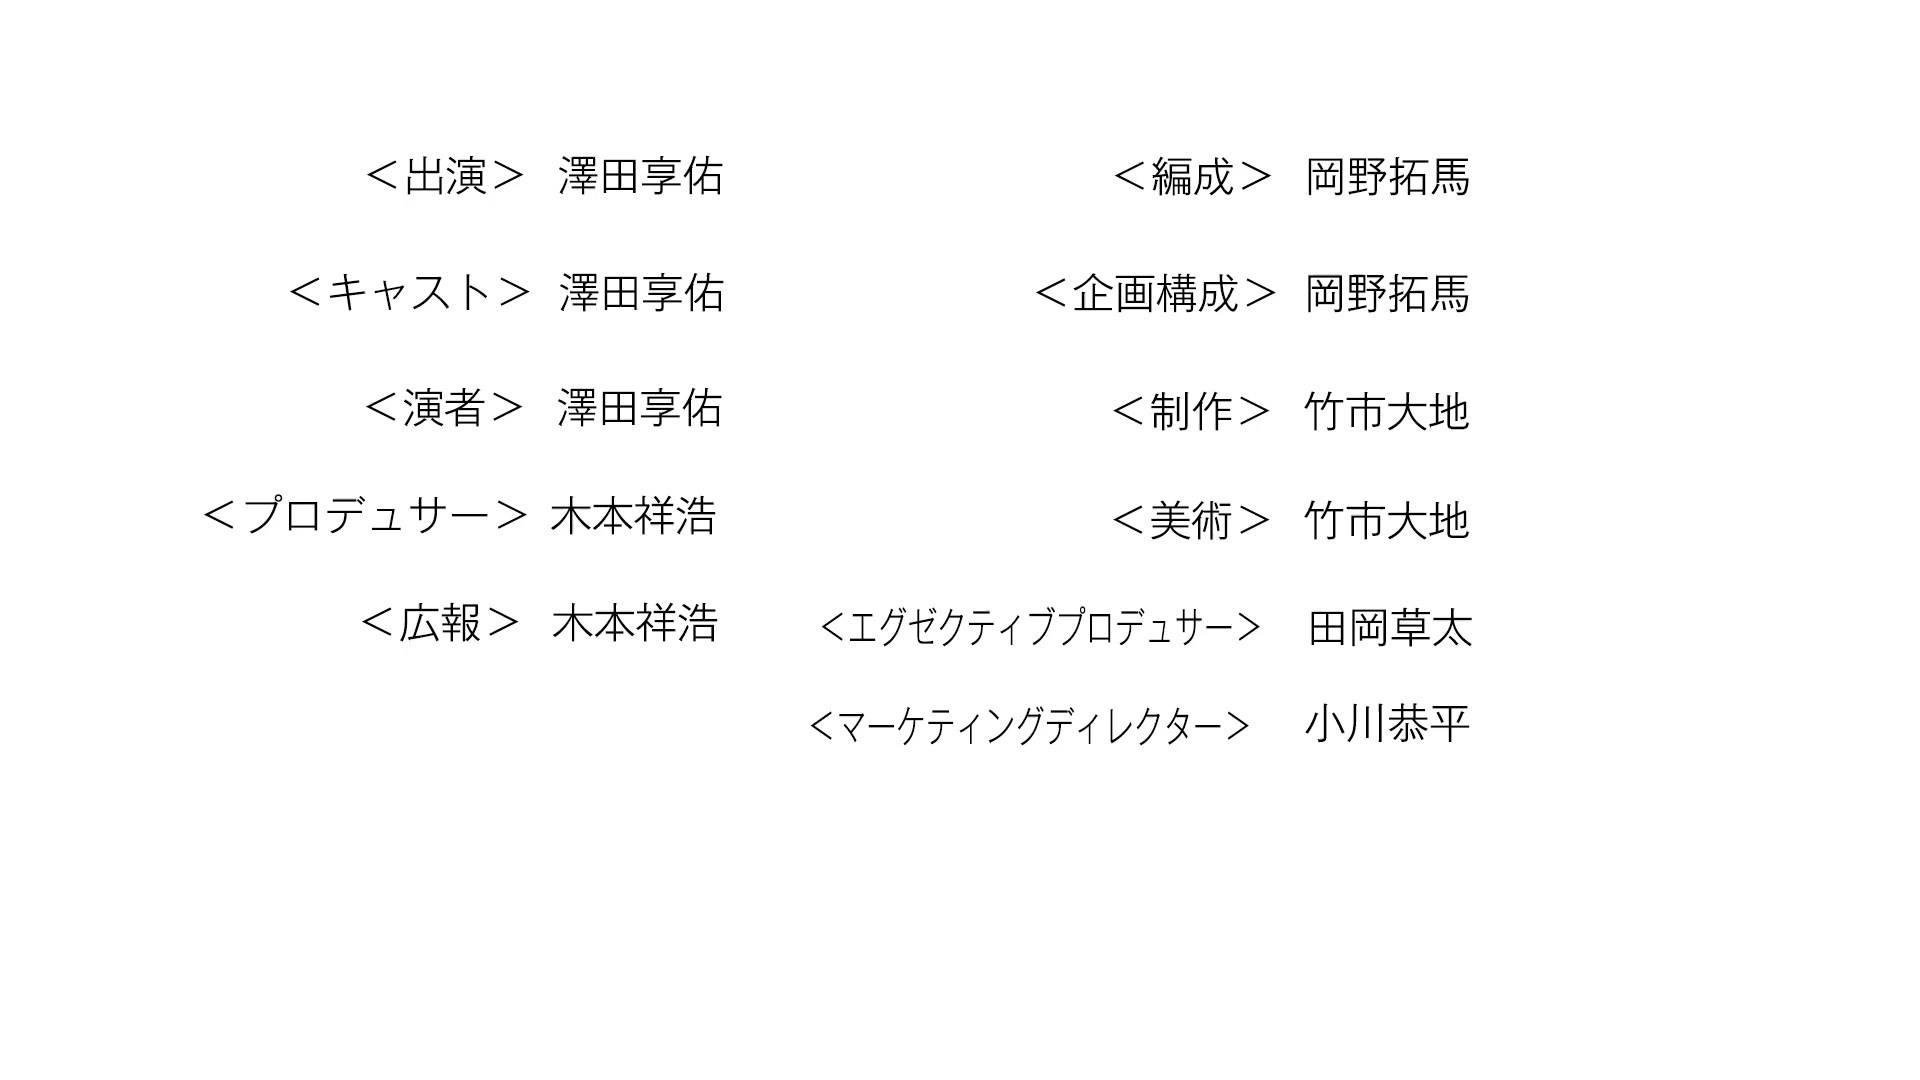 ＜出演＞ 澤田享佑
＜キャスト＞ 澤田享佑
＜演者＞ 澤田享佑
＜プロデュサー＞ 木本祥浩
＜広報＞ 木本祥浩
＜編成＞ 岡野拓馬
＜企画構成＞ 岡野拓馬
＜制作＞ 竹市大地
＜美術＞ 竹市大地
＜エグゼクティブプロデュサー＞ 田岡草太
＜マーケティングディレクター＞ 小川恭平